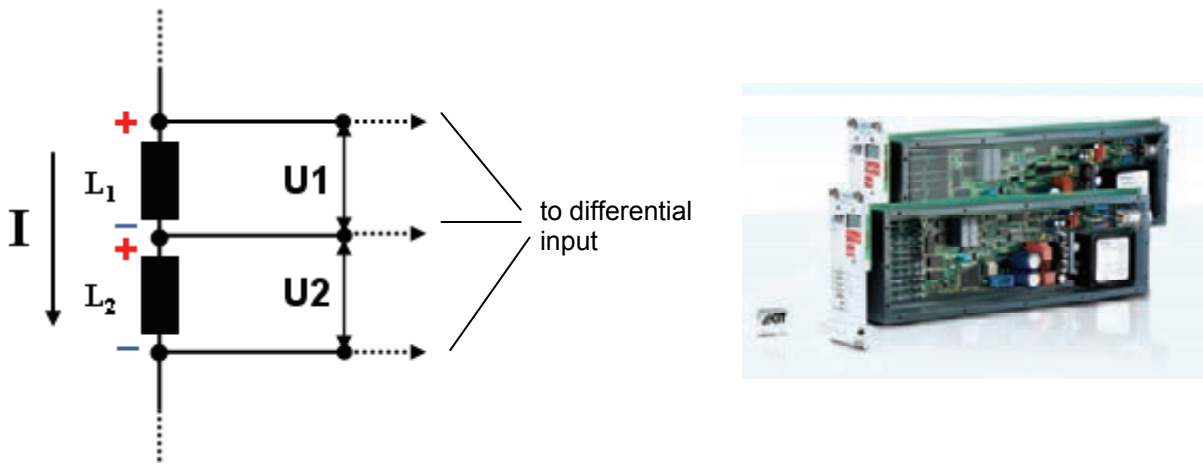 +
L₁
U1
−
I
to differential
input
+
L₂
U2
−